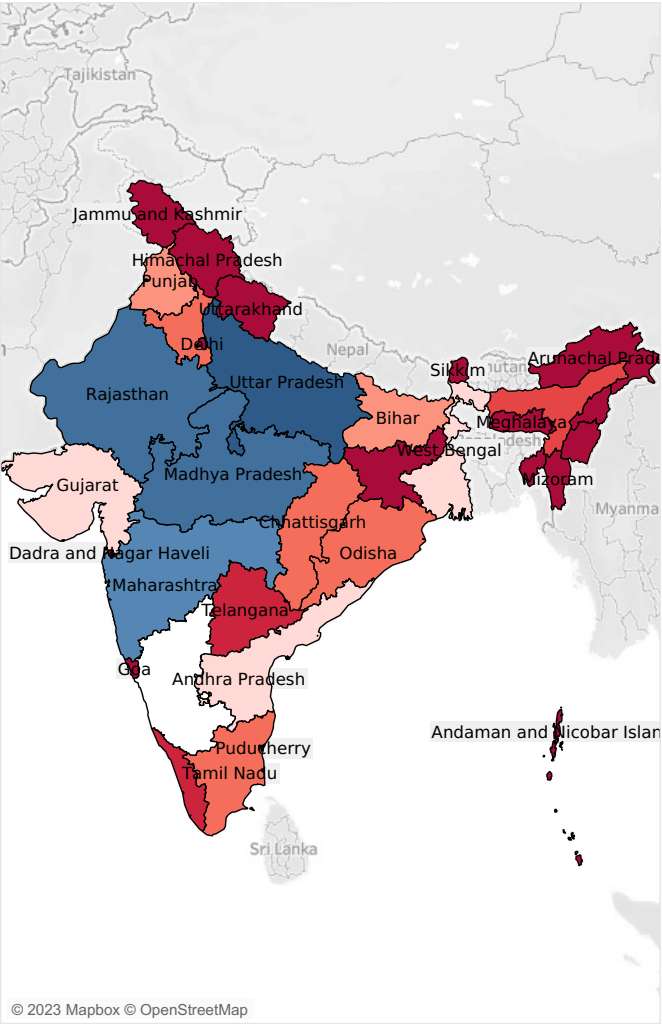 Tajikistan
Jammu and Kashmir
Himachal Pradesh
Punjab
Uttarakhand
Delhi
Nepal
Sikkim
Arunachal Prad
Uttar Pradesh
Rajasthan
Bihar
Meghalaya
West Bengal
Madhya Pradesh
Mizoram
Gujarat
Myanma
Chhattisgarh
Dadra and Nagar Haveli
Odisha
Maharashtra
Telangana
Goa
Andhra Pradesh
Andaman and Nicobar Islan
Puducherry
Tamil Nadu
Sri Lanka
© 2023 Mapbox © OpenStreetMap